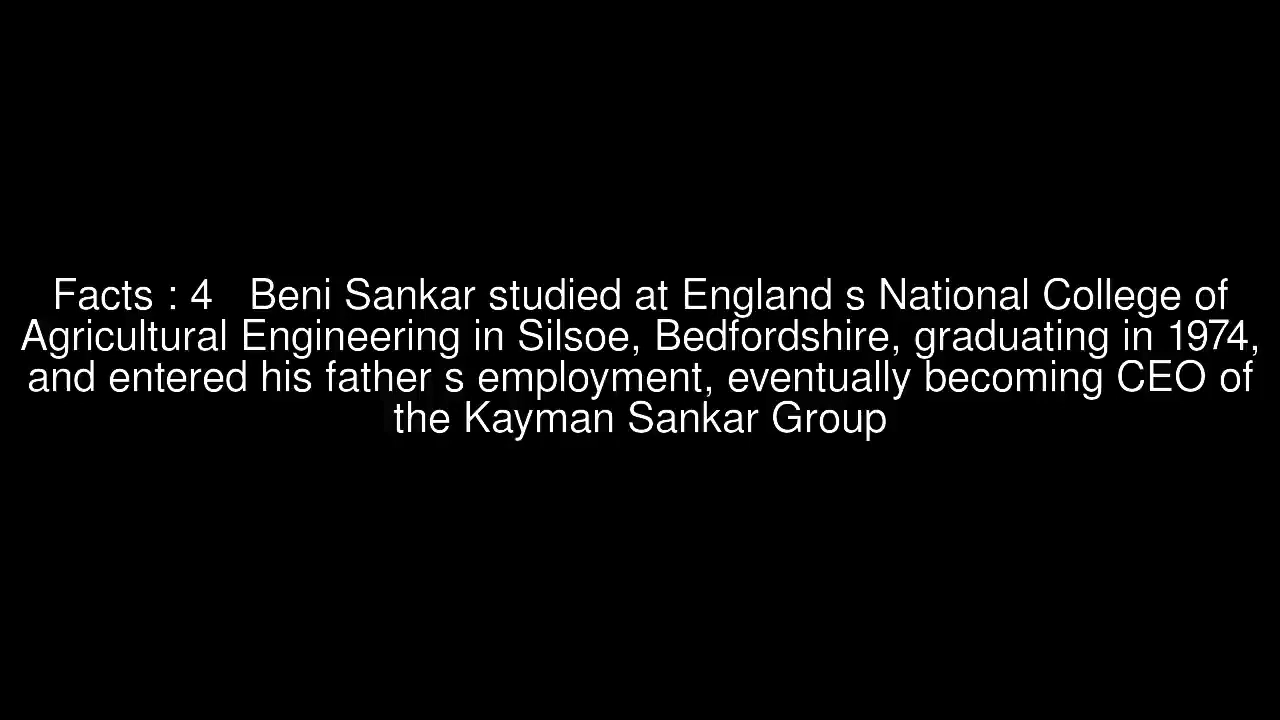 Facts : 4   Beni Sankar studied at England s National College of
Agricultural Engineering in Silsoe, Bedfordshire, graduating in 1974,
and entered his father s employment, eventually becoming CEO of
the Kayman Sankar Group